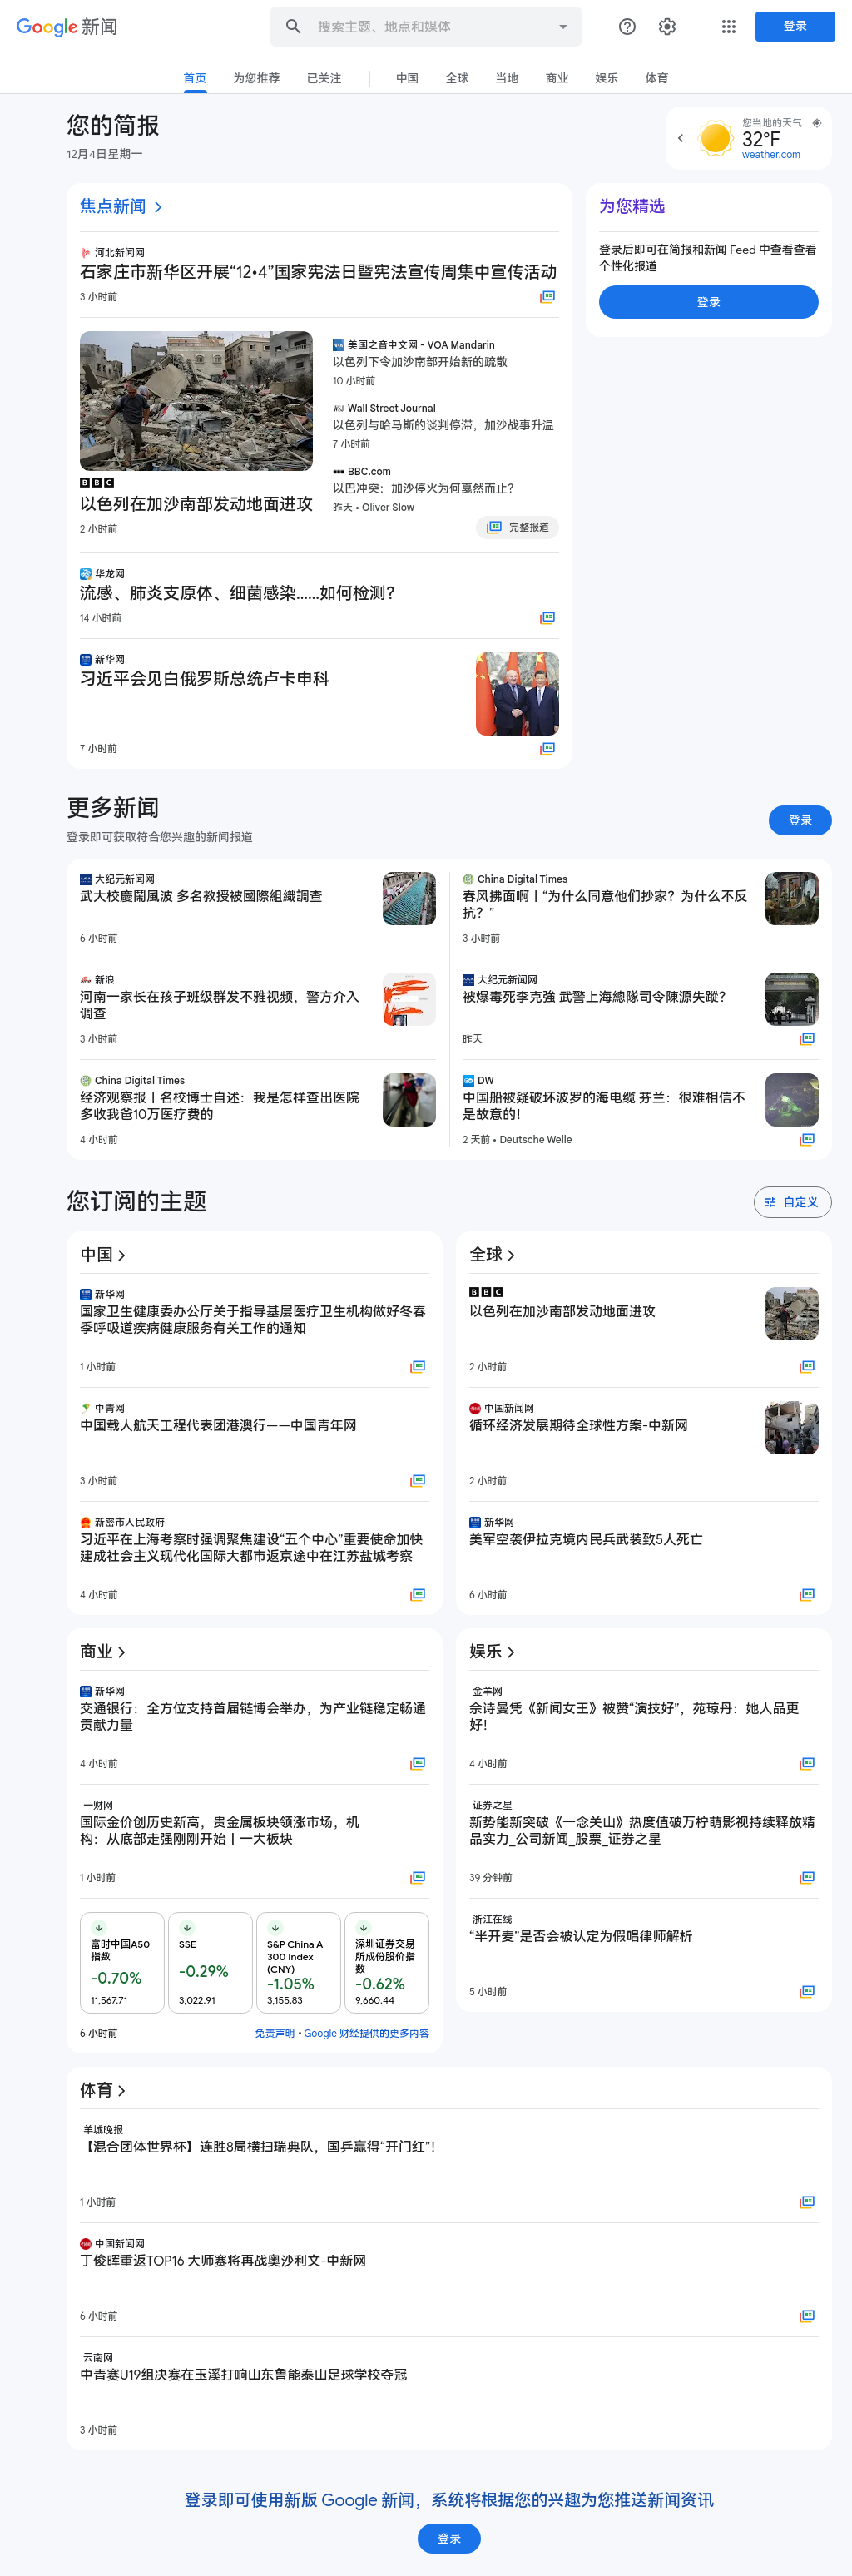 Google 新闻
搜索主题、地点和媒体
登录
首页
为您推荐
已关注
中国
全球
当地
商业
娱乐
体育
您的简报
12月4日星期一
您当地的天气
32°F
weather.com
焦点新闻
河北新闻网
石家庄市新华区开展“12•4”国家宪法日暨宪法宣传周集中宣传活动
3 小时前
BBC
以色列在加沙南部发动地面进攻
2 小时前
美国之音中文网 - VOA Mandarin
以色列下令加沙南部开始新的疏散
10 小时前
Wall Street Journal
以色列与哈马斯的谈判停滞，加沙战事升温
7 小时前
BBC.com
以巴冲突：加沙停火为何戛然而止？
昨天 • Oliver Slow
完整报道
华龙网
流感、肺炎支原体、细菌感染……如何检测？
14 小时前
新华网
习近平会见白俄罗斯总统卢卡申科
7 小时前
为您精选
登录后即可在简报和新闻 Feed 中查看查看
个性化报道
登录
更多新闻
登录即可获取符合您兴趣的新闻报道
登录
大纪元新闻网
武大校慶鬧風波 多名教授被國際組織調查
6 小时前
新浪
河南一家长在孩子班级群发不雅视频，警方介入
调查
3 小时前
China Digital Times
经济观察报丨名校博士自述：我是怎样查出医院
多收我爸10万医疗费的
4 小时前
China Digital Times
春风拂面啊丨“为什么同意他们抄家？为什么不反
抗？”
3 小时前
大纪元新闻网
被爆毒死李克強 武警上海總隊司令陳源失蹤？
昨天
DW
中国船被疑破坏波罗的海电缆 芬兰：很难相信不
是故意的！
2 天前 • Deutsche Welle
您订阅的主题
自定义
中国
新华网
国家卫生健康委办公厅关于指导基层医疗卫生机构做好冬春
季呼吸道疾病健康服务有关工作的通知
1 小时前
中青网
中国载人航天工程代表团港澳行——中国青年网
3 小时前
新密市人民政府
习近平在上海考察时强调聚焦建设“五个中心”重要使命加快
建成社会主义现代化国际大都市返京途中在江苏盐城考察
4 小时前
全球
BBC
以色列在加沙南部发动地面进攻
2 小时前
中国新闻网
循环经济发展期待全球性方案-中新网
2 小时前
新华网
美军空袭伊拉克境内民兵武装致5人死亡
6 小时前
商业
新华网
交通银行：全方位支持首届链博会举办，为产业链稳定畅通
贡献力量
4 小时前
一财网
国际金价创历史新高，贵金属板块领涨市场，机
构：从底部走强刚刚开始丨一大板块
1 小时前
富时中国A50
指数
-0.70%
11,567.71
SSE
-0.29%
3,022.91
S&P China A
300 Index
(CNY)
-1.05%
3,155.83
深圳证券交易
所成份股价指
数
-0.62%
9,660.44
6 小时前
免责声明 • Google 财经提供的更多内容
娱乐
金羊网
佘诗曼凭《新闻女王》被赞“演技好”，苑琼丹：她人品更
好！
4 小时前
证券之星
新势能新突破《一念关山》热度值破万柠萌影视持续释放精
品实力_公司新闻_股票_证券之星
39 分钟前
浙江在线
“半开麦”是否会被认定为假唱律师解析
5 小时前
体育
羊城晚报
【混合团体世界杯】连胜8局横扫瑞典队，国乒赢得“开门红”！
1 小时前
中国新闻网
丁俊晖重返TOP16 大师赛将再战奥沙利文-中新网
6 小时前
云南网
中青赛U19组决赛在玉溪打响山东鲁能泰山足球学校夺冠
3 小时前
登录即可使用新版 Google 新闻，系统将根据您的兴趣为您推送新闻资讯
登录